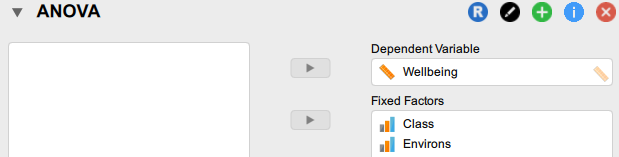 ANOVA
R
i
Dependent Variable
Wellbeing
Fixed Factors
Class
Environs